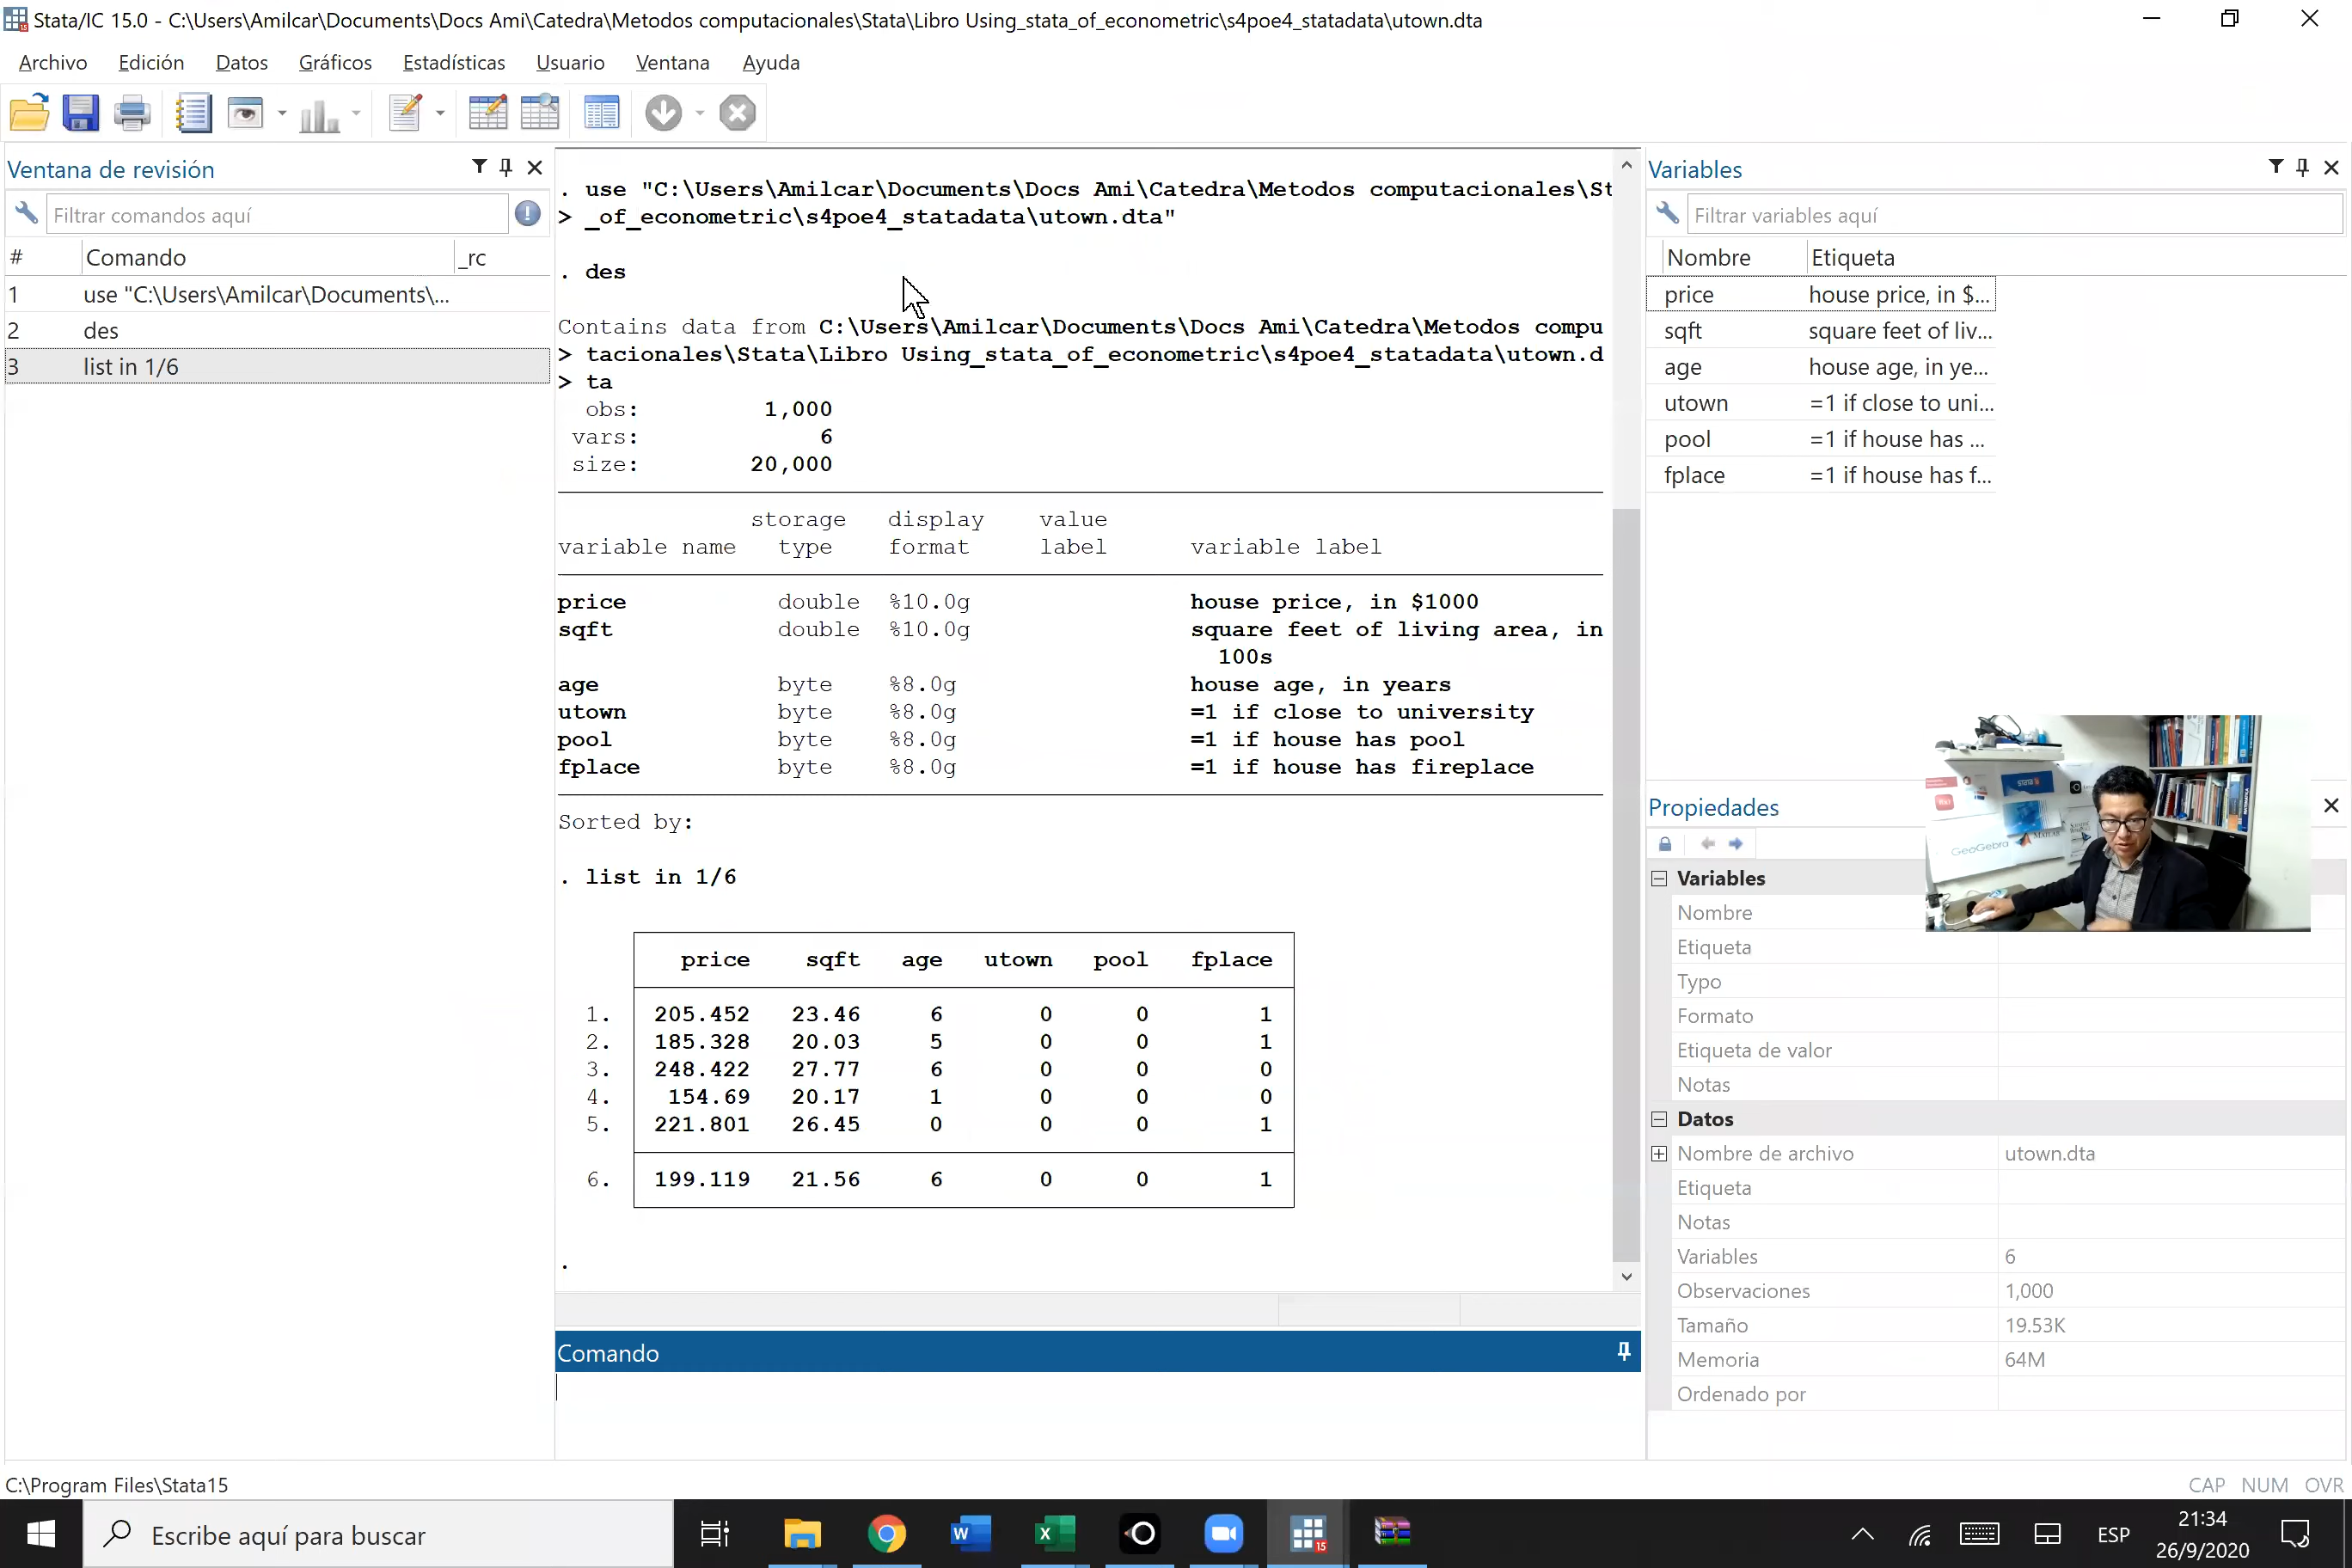 Stata/IC 15.0 - C:\Users\Amilcar\Documents\Docs Ami\Catedra\Metodos computacionales\Stata\Libro Using_stata_of_econometric\s4poe4_statadata\utown.dta
Archivo Edición Datos Gráficos Estadísticas Usuario Ventana Ayuda
Ventana de revisión
Filtrar comandos aquí
# Comando _rc
1 use "C:\Users\Amilcar\Documents\...
2 des
3 list in 1/6
. use "C:\Users\Amilcar\Documents\Docs Ami\Catedra\Metodos computacionales\St
> _of_econometric\s4poe4_statadata\utown.dta"
. des
Contains data from C:\Users\Amilcar\Documents\Docs Ami\Catedra\Metodos compu
> tacionales\Stata\Libro Using_stata_of_econometric\s4poe4_statadata\utown.d
> ta
obs: 1,000
vars: 6
size: 20,000
storage display value
variable name type format label variable label
price double %10.0g house price, in $1000
sqft double %10.0g square feet of living area, in
100s
age byte %8.0g house age, in years
utown byte %8.0g =1 if close to university
pool byte %8.0g =1 if house has pool
fplace byte %8.0g =1 if house has fireplace
Sorted by:
. list in 1/6
price sqft age utown pool fplace
1. 205.452 23.46 6 0 0 1
2. 185.328 20.03 5 0 0 1
3. 248.422 27.77 6 0 0 0
4. 154.69 20.17 1 0 0 0
5. 221.801 26.45 0 0 0 1
6. 199.119 21.56 6 0 0 1
.
Comando
Variables
Filtrar variables aquí
Nombre Etiqueta
price house price, in $...
sqft square feet of liv...
age house age, in ye...
utown =1 if close to uni...
pool =1 if house has ...
fplace =1 if house has f...
STATA
GeoGebra
MATLAB
Propiedades
Variables
Nombre
Etiqueta
Typo
Formato
Etiqueta de valor
Notas
Datos
Nombre de archivo utown.dta
Etiqueta
Notas
Variables 6
Observaciones 1,000
Tamaño 19.53K
Memoria 64M
Ordenado por
C:\Program Files\Stata15
CAP NUM OVR
Escribe aquí para buscar
15
ESP
21:34
26/9/2020